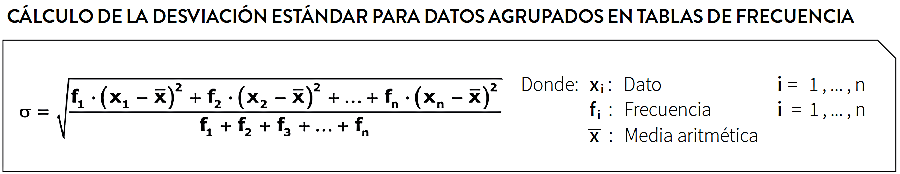 CÁLCULO DE LA DESVIACIÓN ESTÁNDAR PARA DATOS AGRUPADOS EN TABLAS DE FRECUENCIA
σ = √((f₁ · (x₁ − x̅)² + f₂ · (x₂ − x̅)² + ... + fₙ · (xₙ − x̅)²) / (f₁ + f₂ + f₃ + ... + fₙ))
Donde: xᵢ : Dato i = 1 , ... , n
fᵢ : Frecuencia i = 1 , ... , n
x̅ : Media aritmética